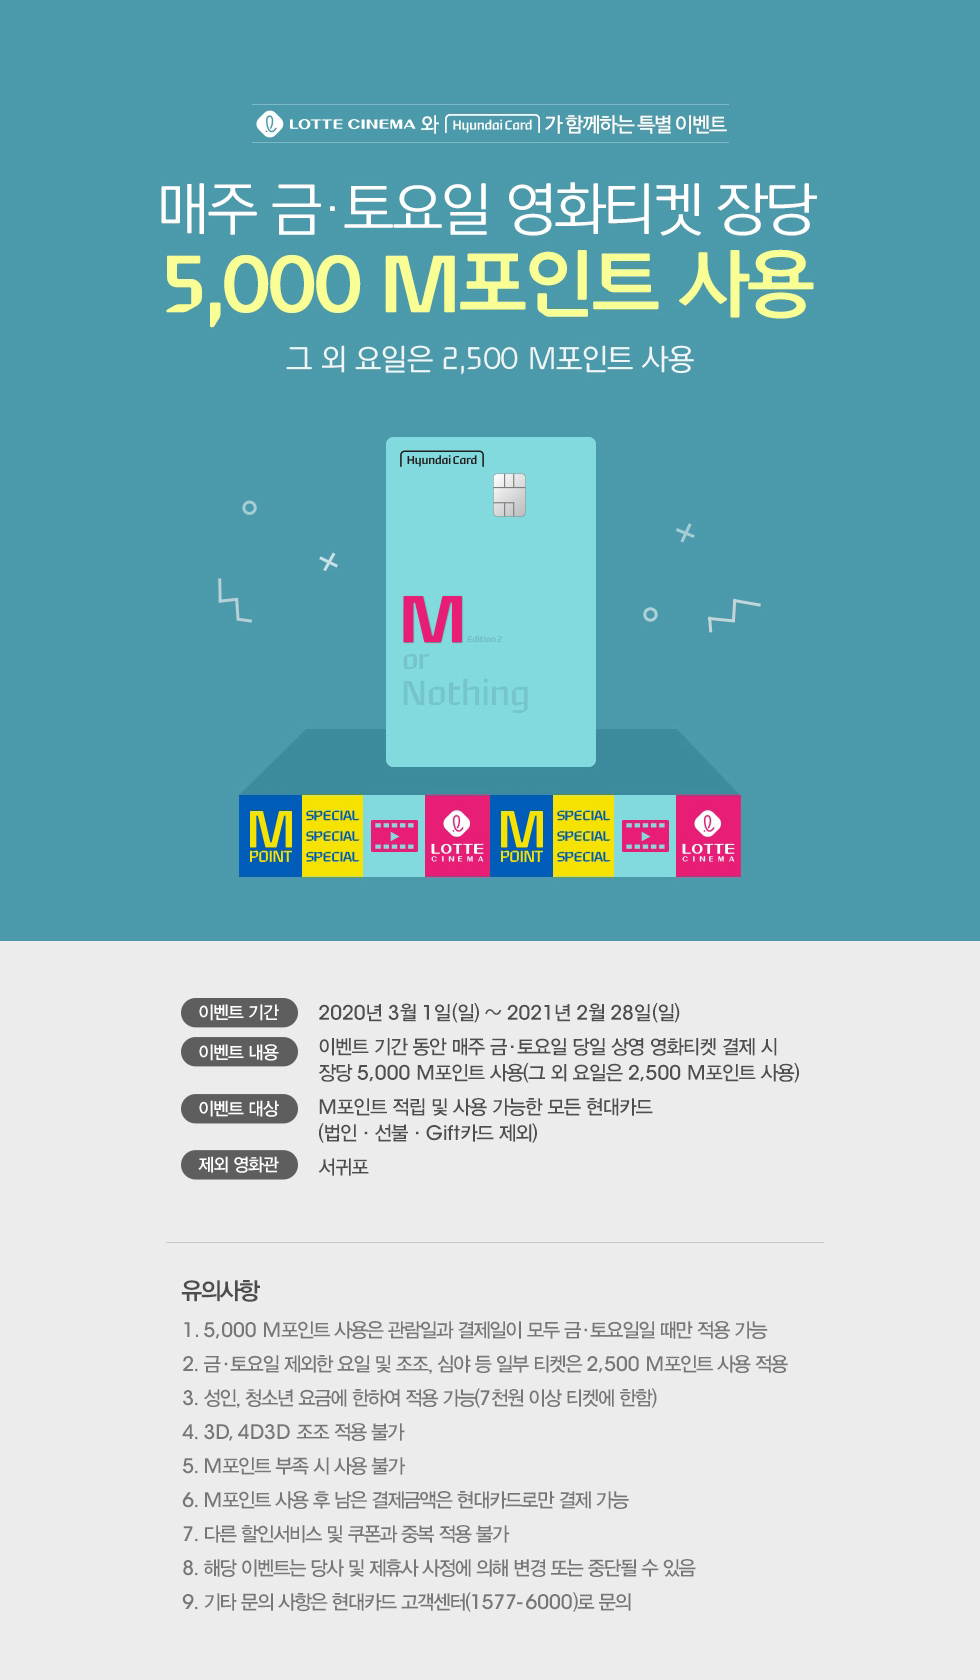 LOTTE CINEMA 와 Hyundai Card 가 함께하는 특별 이벤트
매주 금·토요일 영화티켓 장당
5,000 M포인트 사용
그 외 요일은 2,500 M포인트 사용
Hyundai Card
M Edition2
or
Nothing
M POINT
SPECIAL
SPECIAL
SPECIAL
LOTTE
CINEMA
M POINT
SPECIAL
SPECIAL
SPECIAL
LOTTE
CINEMA
이벤트 기간 2020년 3월 1일(일) ~ 2021년 2월 28일(일)
이벤트 내용 이벤트 기간 동안 매주 금·토요일 당일 상영 영화티켓 결제 시
장당 5,000 M포인트 사용(그 외 요일은 2,500 M포인트 사용)
이벤트 대상 M포인트 적립 및 사용 가능한 모든 현대카드
(법인 · 선불 · Gift카드 제외)
제외 영화관 서귀포
유의사항
1. 5,000 M포인트 사용은 관람일과 결제일이 모두 금·토요일일 때만 적용 가능
2. 금·토요일 제외한 요일 및 조조, 심야 등 일부 티켓은 2,500 M포인트 사용 적용
3. 성인, 청소년 요금에 한하여 적용 가능(7천원 이상 티켓에 한함)
4. 3D, 4D3D 조조 적용 불가
5. M포인트 부족 시 사용 불가
6. M포인트 사용 후 남은 결제금액은 현대카드로만 결제 가능
7. 다른 할인서비스 및 쿠폰과 중복 적용 불가
8. 해당 이벤트는 당사 및 제휴사 사정에 의해 변경 또는 중단될 수 있음
9. 기타 문의 사항은 현대카드 고객센터(1577-6000)로 문의